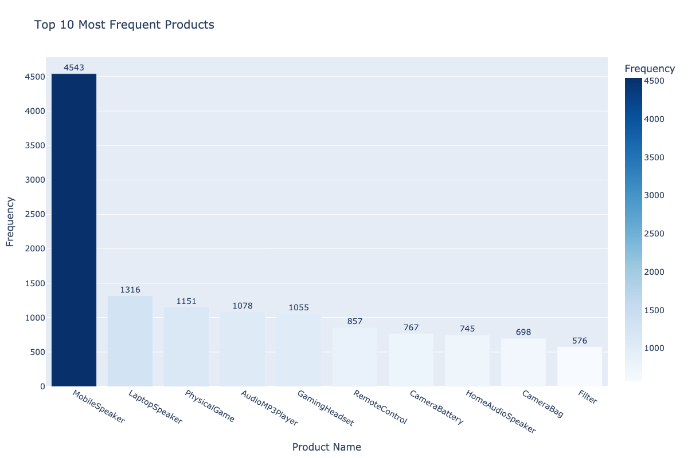 Top 10 Most Frequent Products
Frequency
4500
4000
3500
3000
2500
2000
1500
1000
500
0
4543
1316
1151
1078
1055
857
767
745
698
576
MobileSpeaker
LaptopSpeaker
PhysicalGame
AudioMP3Player
GamingHeadset
RemoteControl
CameraBattery
HomeAudioSpeaker
CameraBag
Filter
Product Name
Frequency
4500
4000
3500
3000
2500
2000
1500
1000